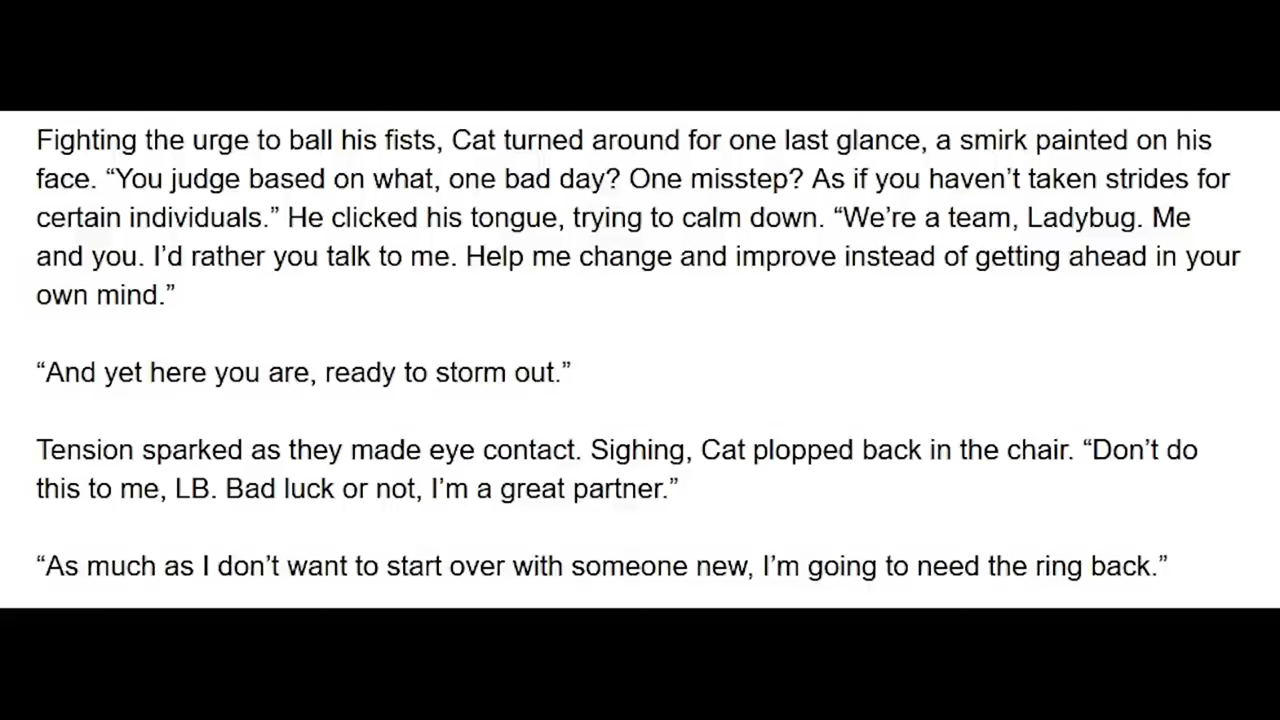 Fighting the urge to ball his fists, Cat turned around for one last glance, a smirk painted on his
face. “You judge based on what, one bad day? One misstep? As if you haven’t taken strides for
certain individuals.” He clicked his tongue, trying to calm down. “We’re a team, Ladybug. Me
and you. I’d rather you talk to me. Help me change and improve instead of getting ahead in your
own mind.”
“And yet here you are, ready to storm out.”
Tension sparked as they made eye contact. Sighing, Cat plopped back in the chair. “Don’t do
this to me, LB. Bad luck or not, I’m a great partner.”
“As much as I don’t want to start over with someone new, I’m going to need the ring back.”